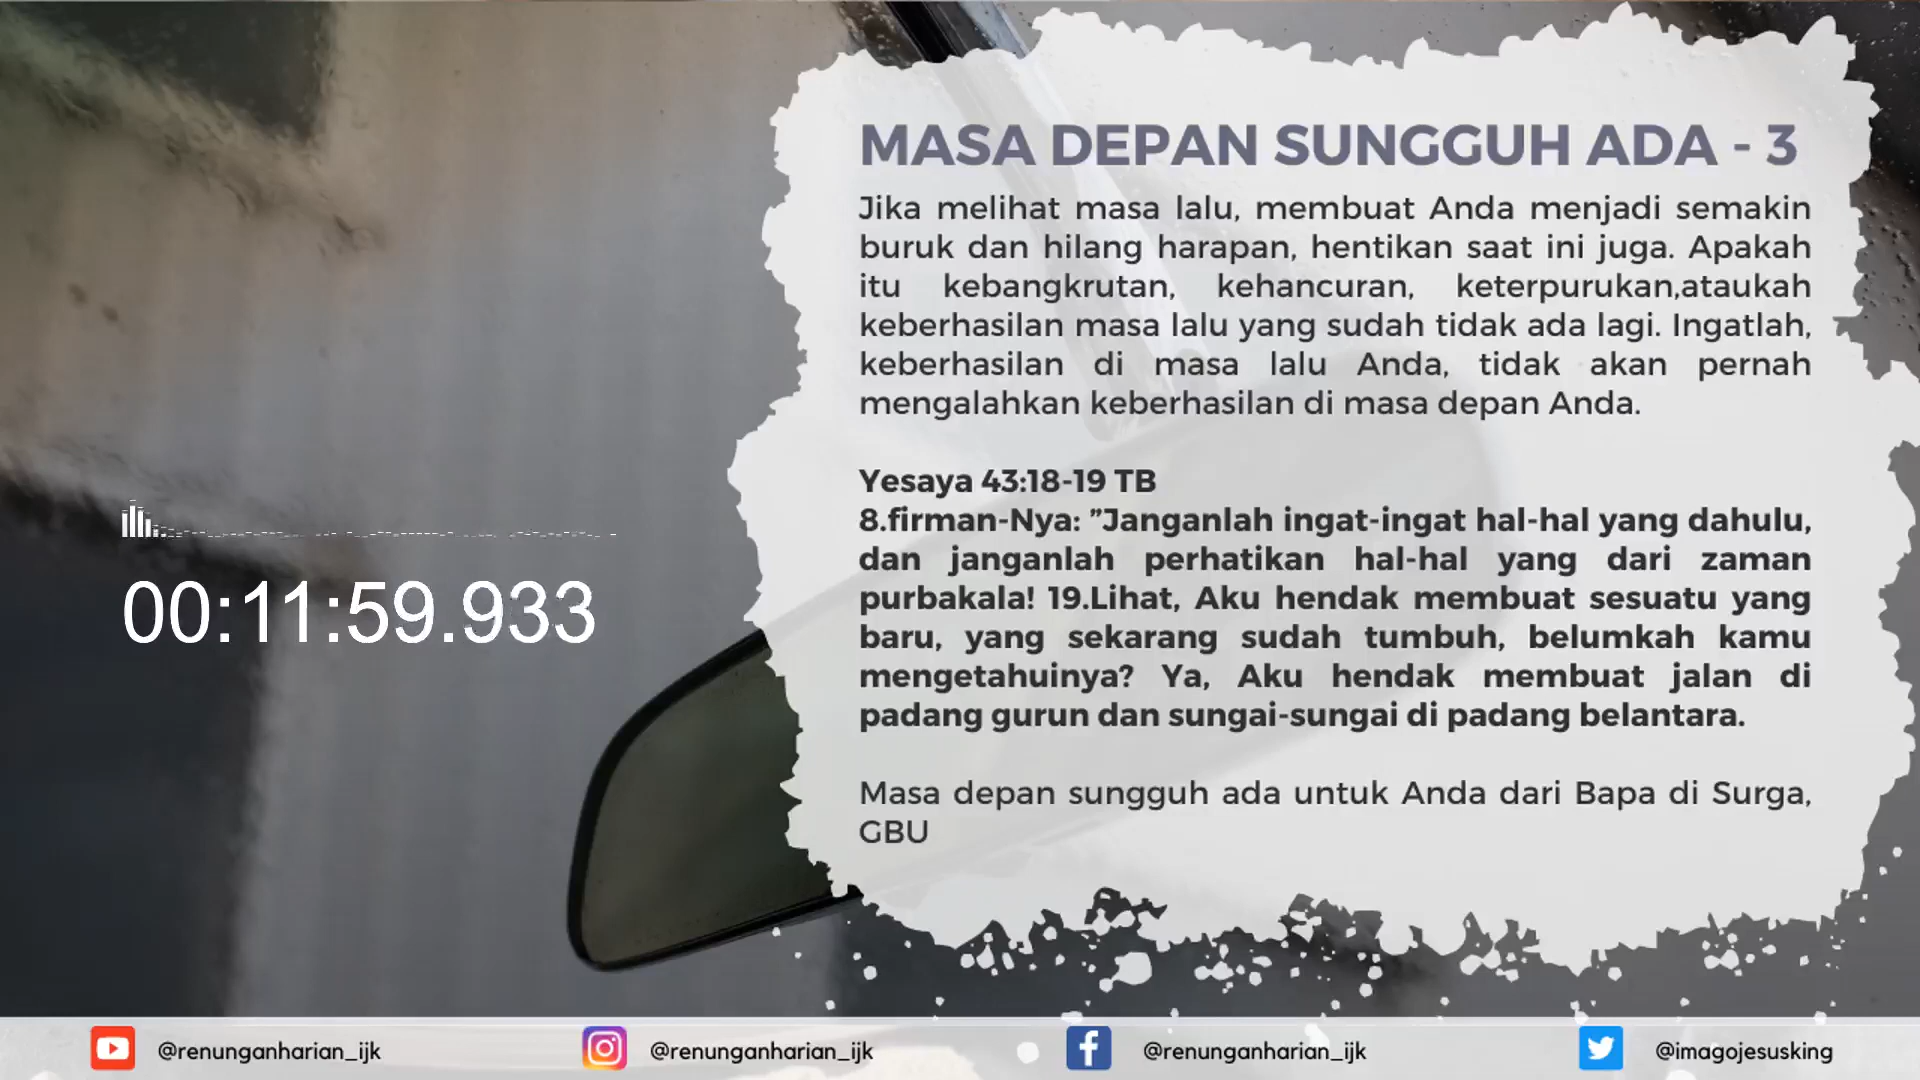 MASA DEPAN SUNGGUH ADA - 3
Jika melihat masa lalu, membuat Anda menjadi semakin
buruk dan hilang harapan, hentikan saat ini juga. Apakah
itu kebangkrutan, kehancuran, keterpurukan,ataukah
keberhasilan masa lalu yang sudah tidak ada lagi. Ingatlah,
keberhasilan di masa lalu Anda, tidak akan pernah
mengalahkan keberhasilan di masa depan Anda.
Yesaya 43:18-19 TB
8.firman-Nya: ”Janganlah ingat-ingat hal-hal yang dahulu,
dan janganlah perhatikan hal-hal yang dari zaman
purbakala! 19.Lihat, Aku hendak membuat sesuatu yang
baru, yang sekarang sudah tumbuh, belumkah kamu
mengetahuinya? Ya, Aku hendak membuat jalan di
padang gurun dan sungai-sungai di padang belantara.
Masa depan sungguh ada untuk Anda dari Bapa di Surga,
GBU
00:11:59.933
@renunganharian_ijk
@renunganharian_ijk
@renunganharian_ijk
@imagojesusking